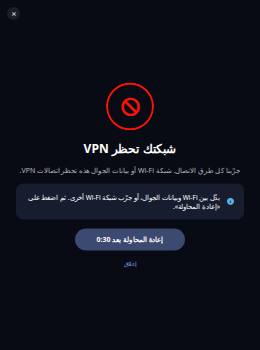 شبكتك تحظر VPN
جرّبنا كل طرق الاتصال. شبكة Wi-Fi أو بيانات الجوال هذه تحظر اتصالات VPN.
بدّل بين Wi-Fi وبيانات الجوال، أو جرّب شبكة Wi-Fi أخرى. ثم اضغط على
«إعادة المحاولة».
إعادة المحاولة بعد 0:30
إغلاق